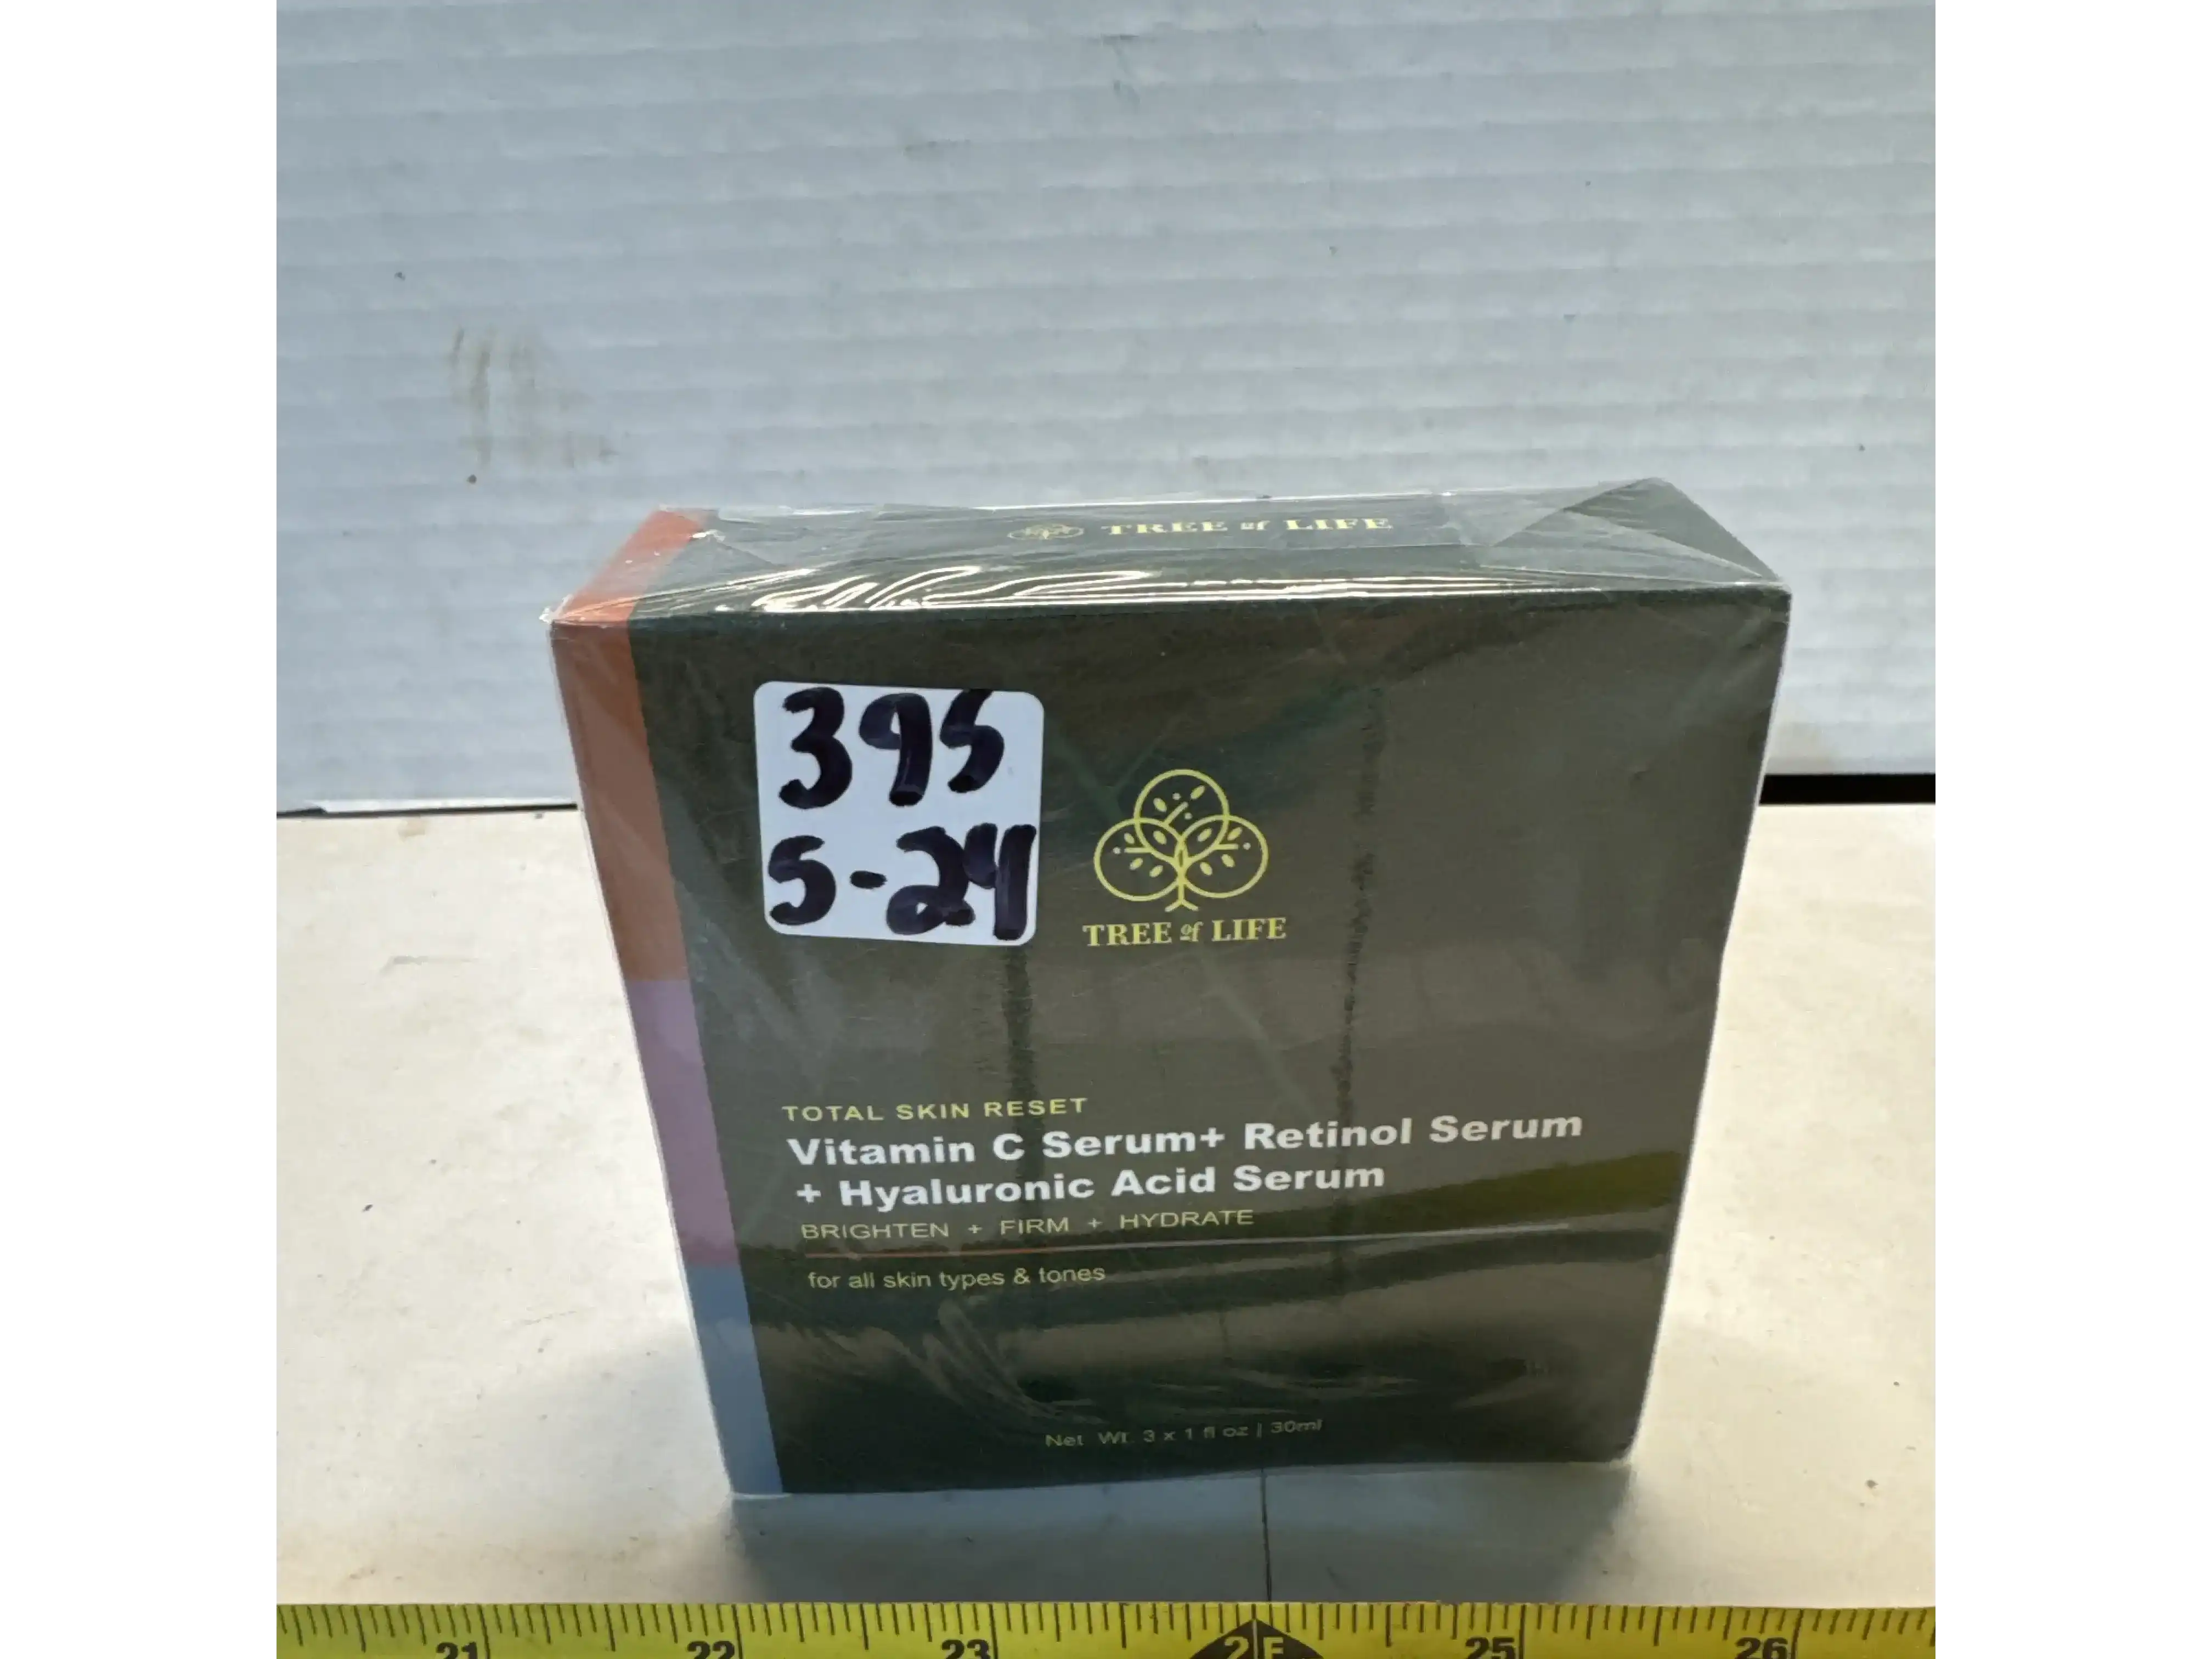 TREE of LIFE
395
5-24
TREE of LIFE
TOTAL SKIN RESET
Vitamin C Serum+ Retinol Serum
+ Hyaluronic Acid Serum
BRIGHTEN + FIRM + HYDRATE
for all skin types & tones
Net Wt. 3 x 1 fl oz | 30ml
21 22 23 2F 25 26